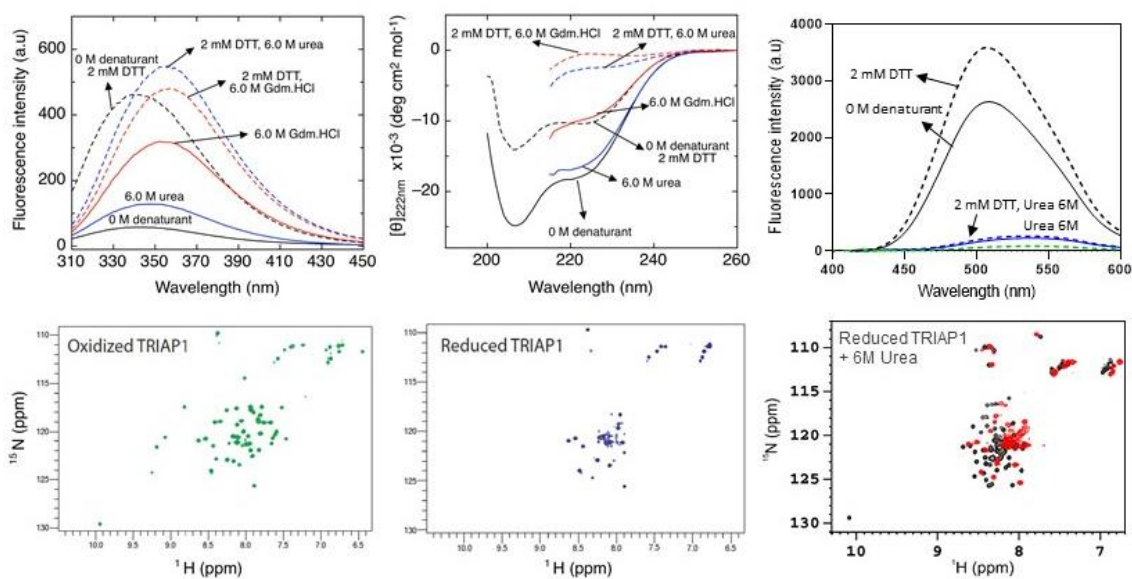 Fluorescence intensity (a.u)
600
500
400
300
200
100
0
0 M denaturant
2 mM DTT
2 mM DTT, 6.0 M urea
2 mM DTT,
6.0 M Gdm.HCl
6.0 M Gdm.HCl
6.0 M urea
0 M denaturant
310 330 350 370 390 410 430 450
Wavelength (nm)
[θ]222nm x10-3 (deg cm2 mol-1)
0
−10
−20
2 mM DTT, 6.0 M Gdm.HCl
2 mM DTT, 6.0 M urea
6.0 M Gdm.HCl
0 M denaturant
2 mM DTT
6.0 M urea
0 M denaturant
200 220 240 260
Wavelength (nm)
Fluorescence intensity (a.u)
4000
3000
2000
1000
0
2 mM DTT
0 M denaturant
2 mM DTT, Urea 6M
Urea 6M
400 450 500 550 600
Wavelength (nm)
15 N (ppm)
110
115
120
125
130
Oxidized TRIAP1
10.0 9.5 9.0 8.5 8.0 7.5 7.0 6.5
1 H (ppm)
110
115
120
125
130
Reduced TRIAP1
10.0 9.5 9.0 8.5 8.0 7.5 7.0 6.5
1 H (ppm)
15N (ppm)
110
115
120
125
130
Reduced TRIAP1
+ 6M Urea
10 9 8 7
1H (ppm)